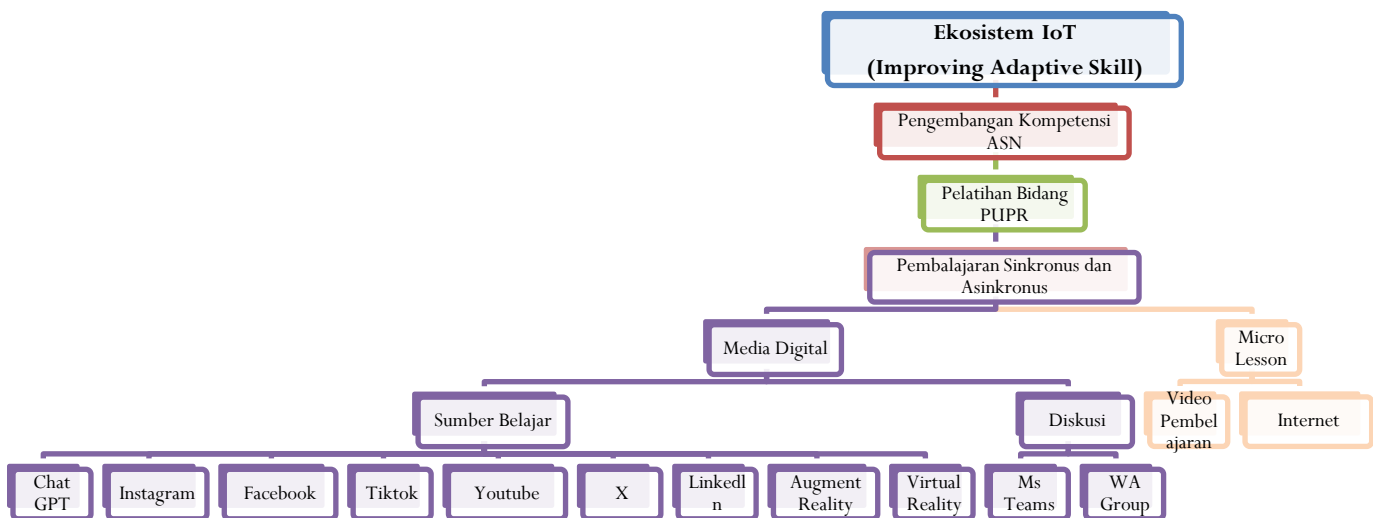 Ekosistem IoT
(Improving Adaptive Skill)
Pengembangan Kompetensi
ASN
Pelatihan Bidang
PUPR
Pembalajaran Sinkronus dan
Asinkronus
Media Digital
Micro
Lesson
Sumber Belajar
Diskusi
Video
Pembel
ajaran
Internet
Chat
GPT
Instagram
Facebook
Tiktok
Youtube
X
LinkedI
n
Augment
Reality
Virtual
Reality
Ms
Teams
WA
Group